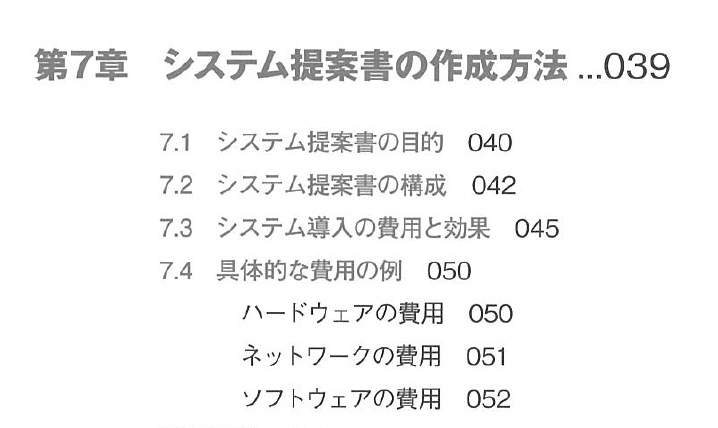 第7章 システム提案書の作成方法 ...039
7.1 システム提案書の目的 040
7.2 システム提案書の構成 042
7.3 システム導入の費用と効果 045
7.4 具体的な費用の例 050
ハードウェアの費用 050
ネットワークの費用 051
ソフトウェアの費用 052